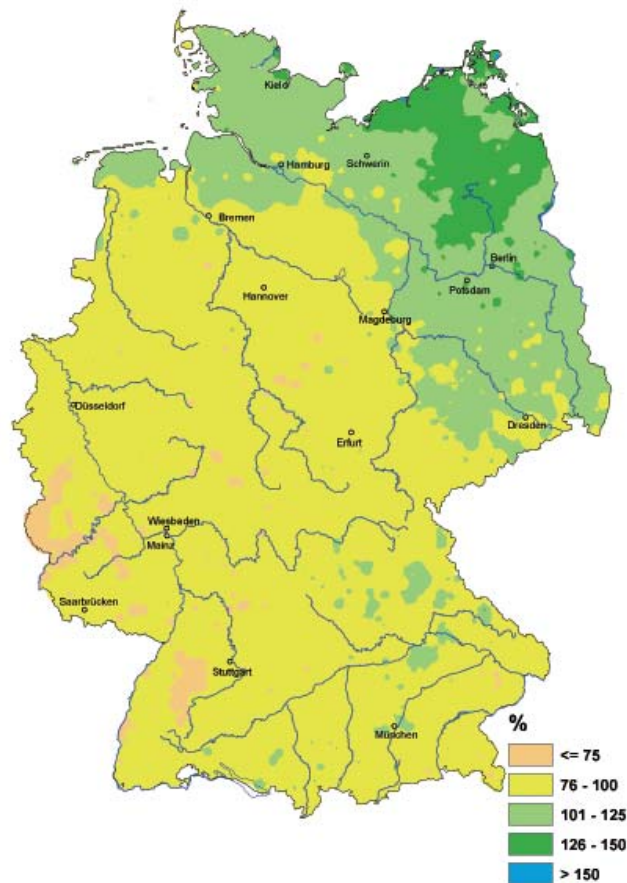 Kiel
Hamburg
Schwerin
Bremen
Berlin
Hannover
Potsdam
Magdeburg
Düsseldorf
Dresden
Erfurt
Wiesbaden
Mainz
Saarbrücken
Stuttgart
München
%
<= 75
76 - 100
101 - 125
126 - 150
> 150